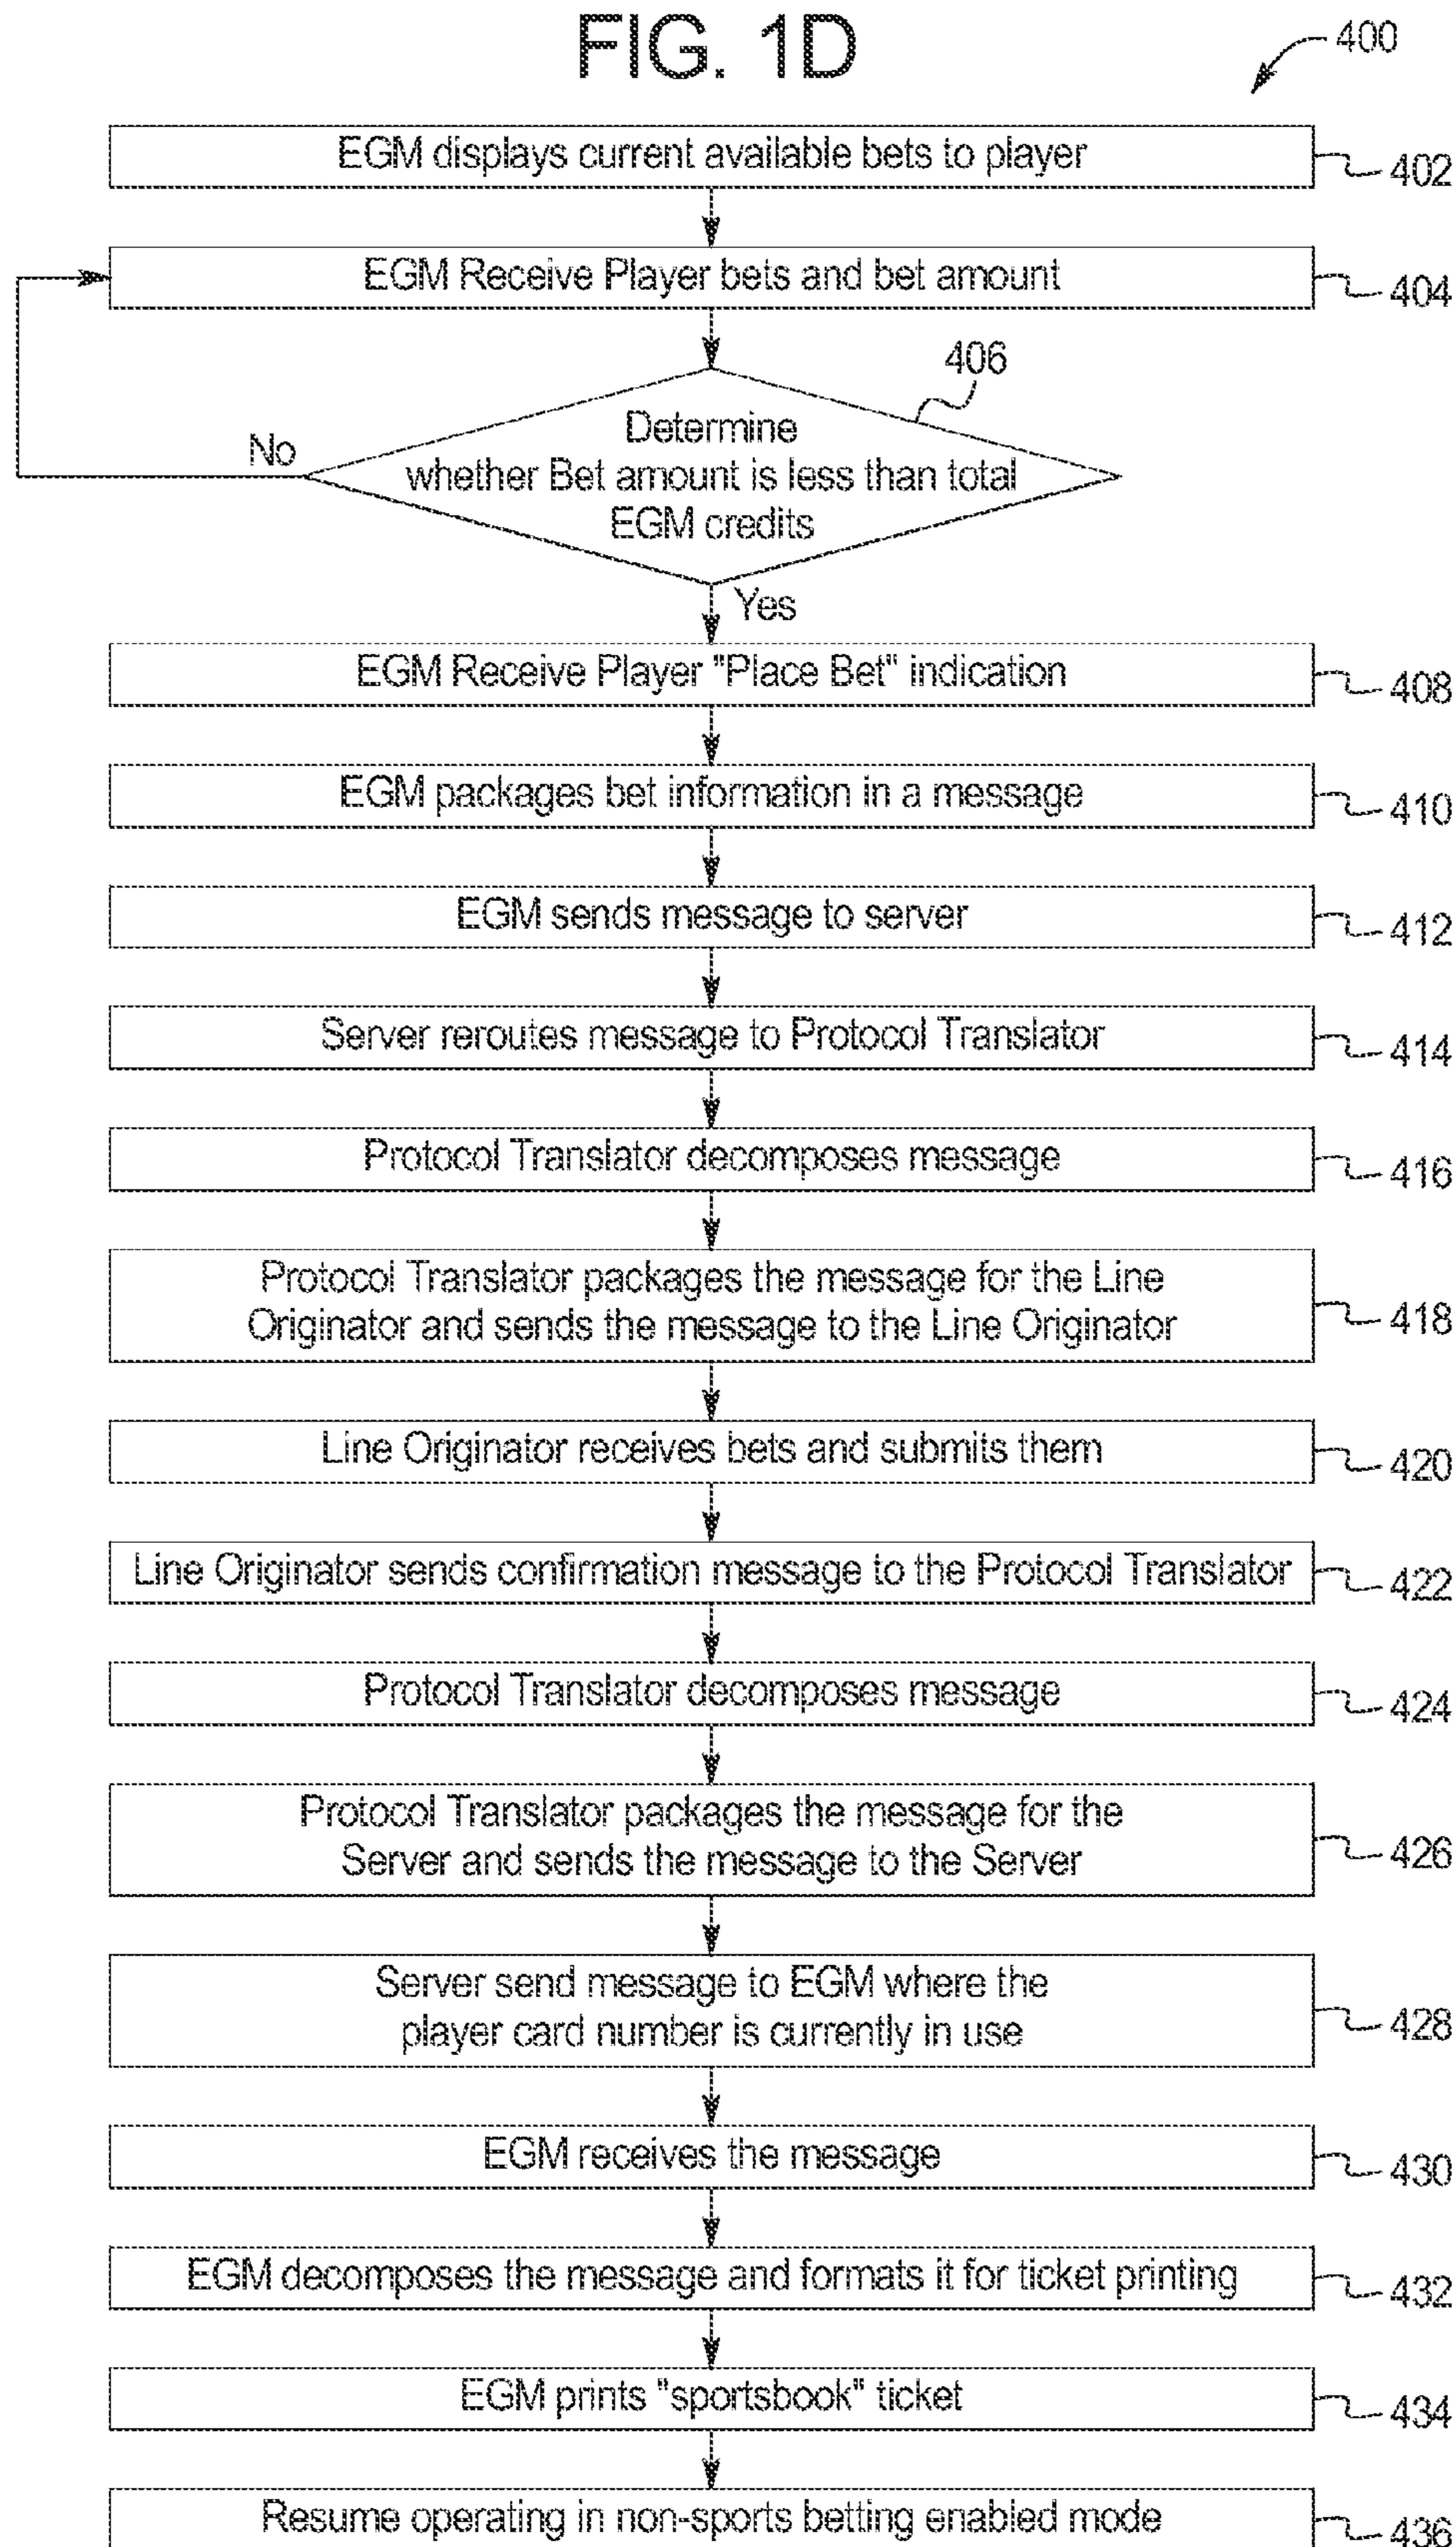 FIG. 1D
400
EGM displays current available bets to player
402
EGM Receive Player bets and bet amount
404
406
No
Determine
whether Bet amount is less than total
EGM credits
Yes
EGM Receive Player "Place Bet" indication
408
EGM packages bet information in a message
410
EGM sends message to server
412
Server reroutes message to Protocol Translator
414
Protocol Translator decomposes message
416
Protocol Translator packages the message for the Line
Originator and sends the message to the Line Originator
418
Line Originator receives bets and submits them
420
Line Originator sends confirmation message to the Protocol Translator
422
Protocol Translator decomposes message
424
Protocol Translator packages the message for the
Server and sends the message to the Server
426
Server send message to EGM where the
player card number is currently in use
428
EGM receives the message
430
EGM decomposes the message and formats it for ticket printing
432
EGM prints "sportsbook" ticket
434
Resume operating in non-sports betting enabled mode
436